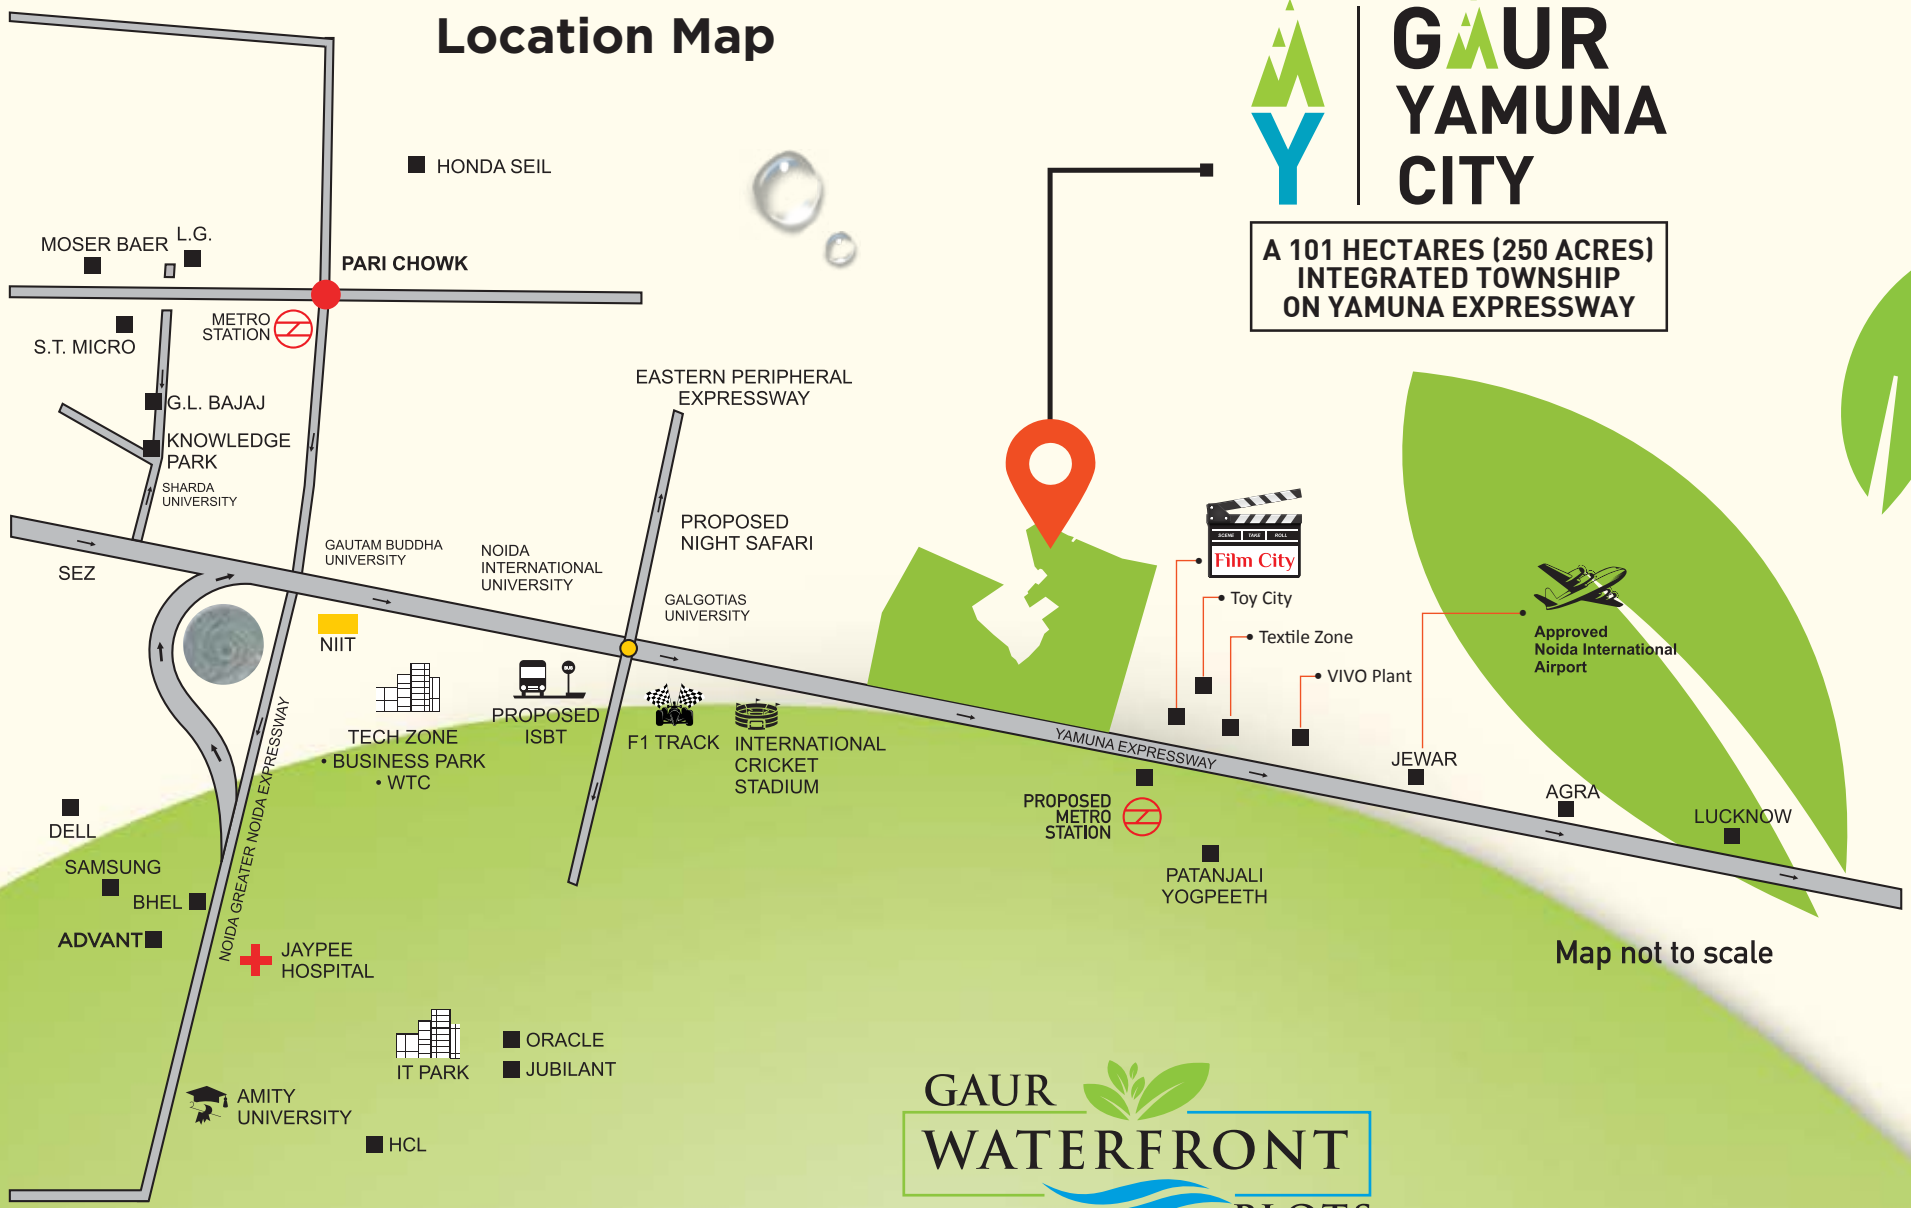 Location Map
GAUR
YAMUNA
CITY
A 101 HECTARES (250 ACRES)
INTEGRATED TOWNSHIP
ON YAMUNA EXPRESSWAY
HONDA SEIL
MOSER BAER
L.G.
PARI CHOWK
METRO
STATION
S.T. MICRO
G.L. BAJAJ
KNOWLEDGE
PARK
SHARDA
UNIVERSITY
EASTERN PERIPHERAL
EXPRESSWAY
PROPOSED
NIGHT SAFARI
SEZ
GAUTAM BUDDHA
UNIVERSITY
NOIDA
INTERNATIONAL
UNIVERSITY
GALGOTIAS
UNIVERSITY
SCENE TAKE ROLL
Film City
Toy City
Textile Zone
VIVO Plant
Approved
Noida International
Airport
NIIT
TECH ZONE
• BUSINESS PARK
• WTC
BUS
PROPOSED
ISBT
F1 TRACK
INTERNATIONAL
CRICKET
STADIUM
YAMUNA EXPRESSWAY
JEWAR
AGRA
LUCKNOW
PROPOSED
METRO
STATION
PATANJALI
YOGPEETH
NOIDA GREATER NOIDA EXPRESSWAY
DELL
SAMSUNG
BHEL
ADVANT
JAYPEE
HOSPITAL
Map not to scale
IT PARK
ORACLE
JUBILANT
AMITY
UNIVERSITY
HCL
GAUR
WATERFRONT
PLOTS